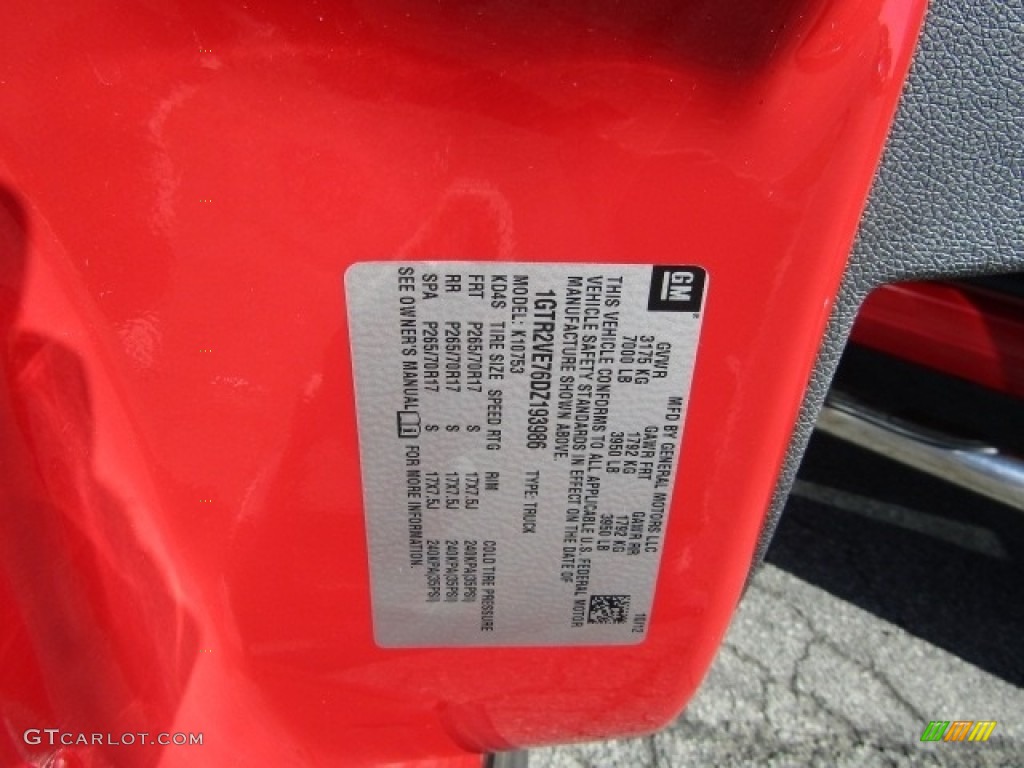 GM
MFD BY GENERAL MOTORS LLC 10/12
GVWR GAWR FRT GAWR RR
3175 KG 1792 KG 1792 KG
7000 LB 3950 LB 3950 LB
THIS VEHICLE CONFORMS TO ALL APPLICABLE U.S. FEDERAL MOTOR
VEHICLE SAFETY STANDARDS IN EFFECT ON THE DATE OF
MANUFACTURE SHOWN ABOVE.
1GTR2VE76DZ193986 TYPE: TRUCK
MODEL: K10753
KD4S TIRE SIZE SPEED RTG RIM COLD TIRE PRESSURE
FRT P265/70R17 S 17X7.5J 240KPA(35PSI)
RR P265/70R17 S 17X7.5J 240KPA(35PSI)
SPA P265/70R17 S 17X7.5J 240KPA(35PSI)
SEE OWNER'S MANUAL FOR MORE INFORMATION.
GTCARLOT.COM